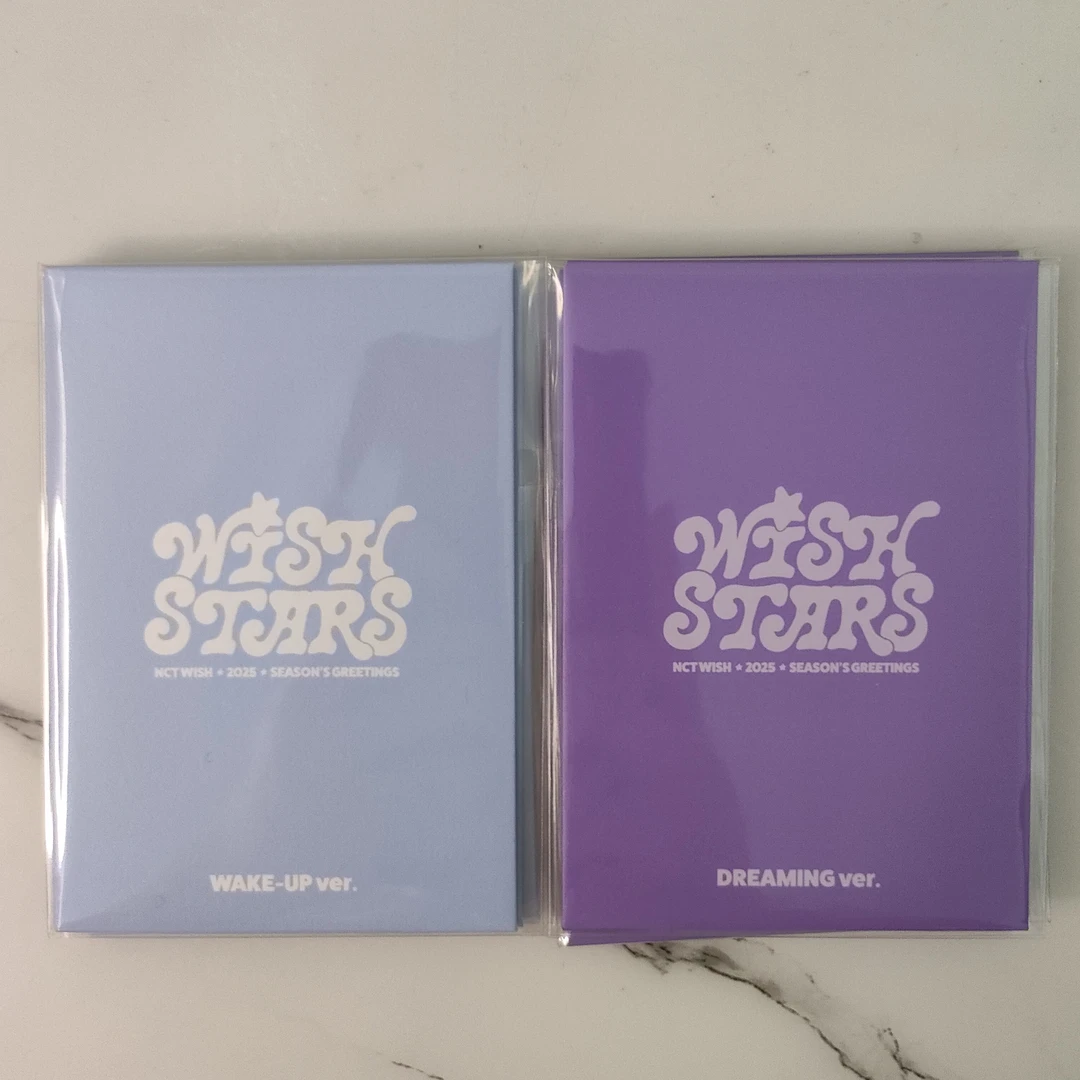 WiSH
STARS
NCT WISH ★ 2025 ★ SEASON'S GREETINGS
WAKE-UP ver.
WiSH
STARS
NCT WISH ★ 2025 ★ SEASON'S GREETINGS
DREAMING ver.